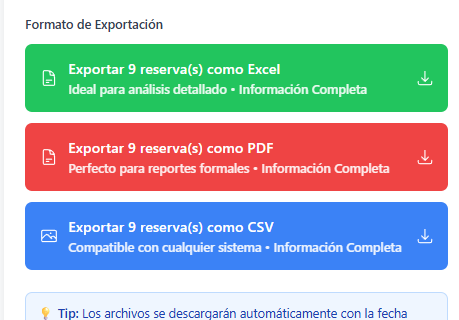 Formato de Exportación
Exportar 9 reserva(s) como Excel
Ideal para análisis detallado • Información Completa
Exportar 9 reserva(s) como PDF
Perfecto para reportes formales • Información Completa
Exportar 9 reserva(s) como CSV
Compatible con cualquier sistema • Información Completa
💡 Tip: Los archivos se descargarán automáticamente con la fecha